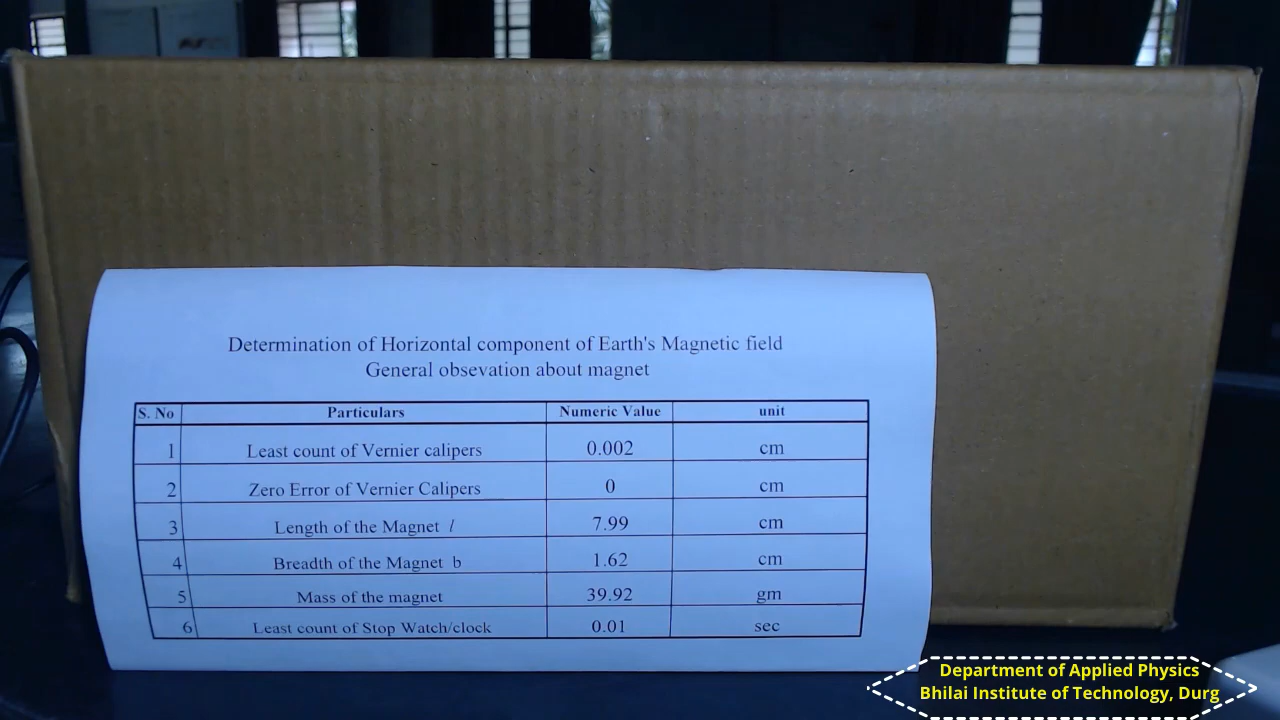 Determination of Horizontal component of Earth's Magnetic field
General obsevation about magnet
S. No Particulars Numeric Value unit
1 Least count of Vernier calipers 0.002 cm
2 Zero Error of Vernier Calipers 0 cm
3 Length of the Magnet l 7.99 cm
4 Breadth of the Magnet b 1.62 cm
5 Mass of the magnet 39.92 gm
6 Least count of Stop Watch/clock 0.01 sec
Department of Applied Physics
Bhilai Institute of Technology, Durg